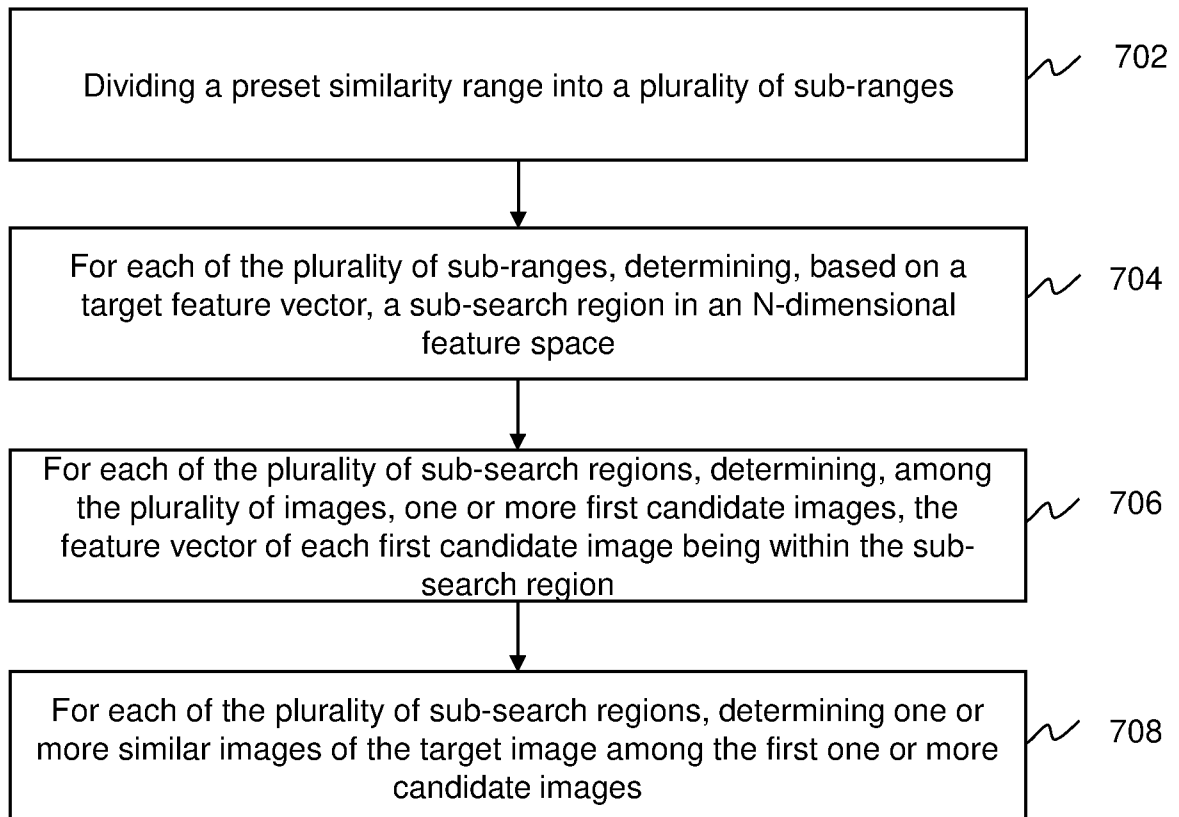 Dividing a preset similarity range into a plurality of sub-ranges
702
For each of the plurality of sub-ranges, determining, based on a
target feature vector, a sub-search region in an N-dimensional
feature space
704
For each of the plurality of sub-search regions, determining, among
the plurality of images, one or more first candidate images, the
feature vector of each first candidate image being within the sub-
search region
706
For each of the plurality of sub-search regions, determining one or
more similar images of the target image among the first one or more
candidate images
708